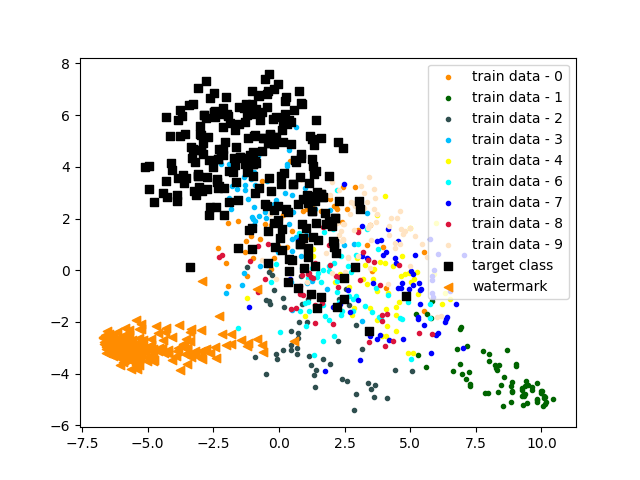 8
6
4
2
0
−2
−4
−6
−7.5 −5.0 −2.5 0.0 2.5 5.0 7.5 10.0
train data - 0
train data - 1
train data - 2
train data - 3
train data - 4
train data - 6
train data - 7
train data - 8
train data - 9
target class
watermark